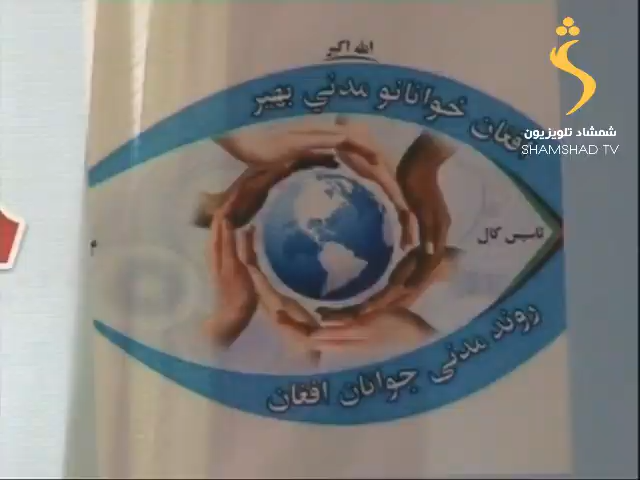 الله اکبر
افغان ځوانانو مدني بهیر
تاسیس کال
روند مدنی جوانان افغان
شمشاد تلویزیون
SHAMSHAD TV